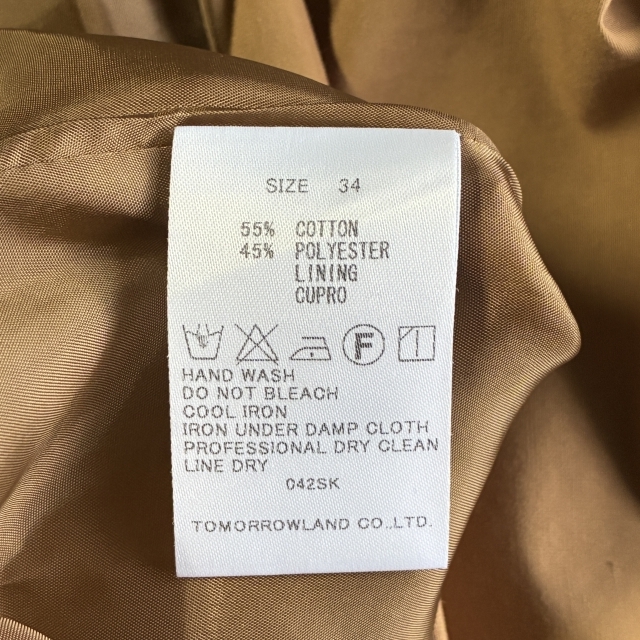 SIZE 34
55% COTTON
45% POLYESTER
LINING
CUPRO
F
HAND WASH
DO NOT BLEACH
COOL IRON
IRON UNDER DAMP CLOTH
PROFESSIONAL DRY CLEAN
LINE DRY
042SK
TOMORROWLAND CO.,LTD.